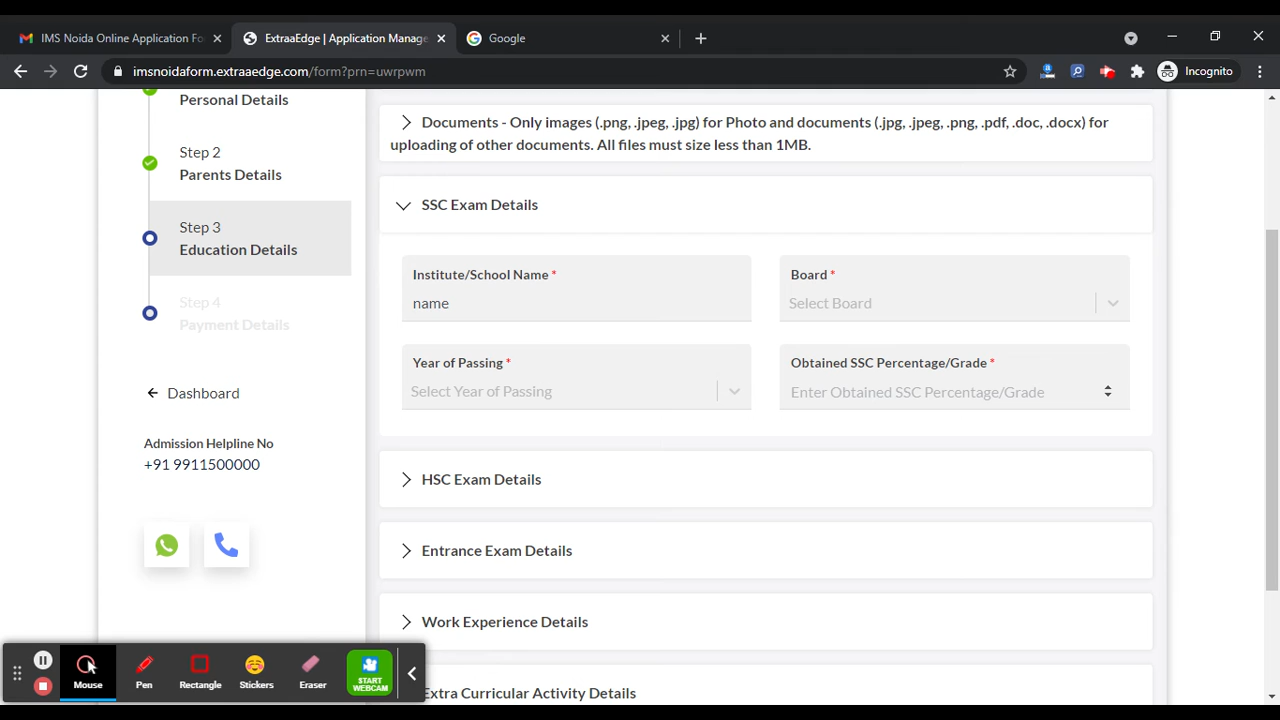 IMS Noida Online Application Fo
ExtraaEdge | Application Manage
Google
imsnoidaform.extraaedge.com/form?prn=uwrpwm
Incognito
Personal Details
Step 2
Parents Details
Step 3
Education Details
Step 4
Payment Details
Dashboard
Admission Helpline No
+91 9911500000
Documents - Only images (.png, .jpeg, .jpg) for Photo and documents (.jpg, .jpeg, .png, .pdf, .doc, .docx) for
uploading of other documents. All files must size less than 1MB.
SSC Exam Details
Institute/School Name *
name
Board *
Select Board
Year of Passing *
Select Year of Passing
Obtained SSC Percentage/Grade *
Enter Obtained SSC Percentage/Grade
HSC Exam Details
Entrance Exam Details
Work Experience Details
Extra Curricular Activity Details
Mouse
Pen
Rectangle
Stickers
Eraser
START
WEBCAM